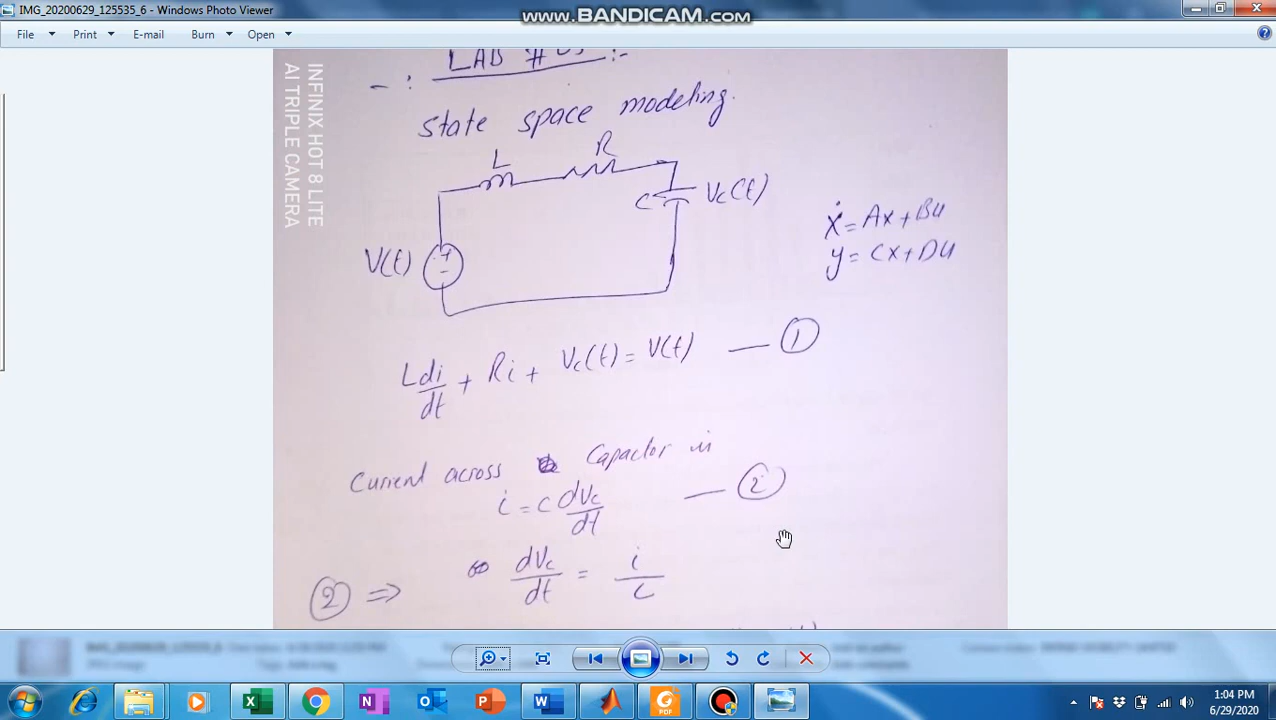 IMG_20200629_125535_6 - Windows Photo Viewer
www.BANDICAM.com
File Print E-mail Burn Open
INFINIX HOT 8 LITE
AI TRIPLE CAMERA
-: LAB # :-
state space modeling.
L
R
C
Vc(t)
V(t)
+
-
ẋ = Ax + Bu
y = Cx + Du
L di/dt + Ri + Vc(t) = V(t) — ①
Current across Capactor is
i = C dVc/dt — ②
② ⇒ dVc/dt = i/C
1:04 PM
6/29/2020